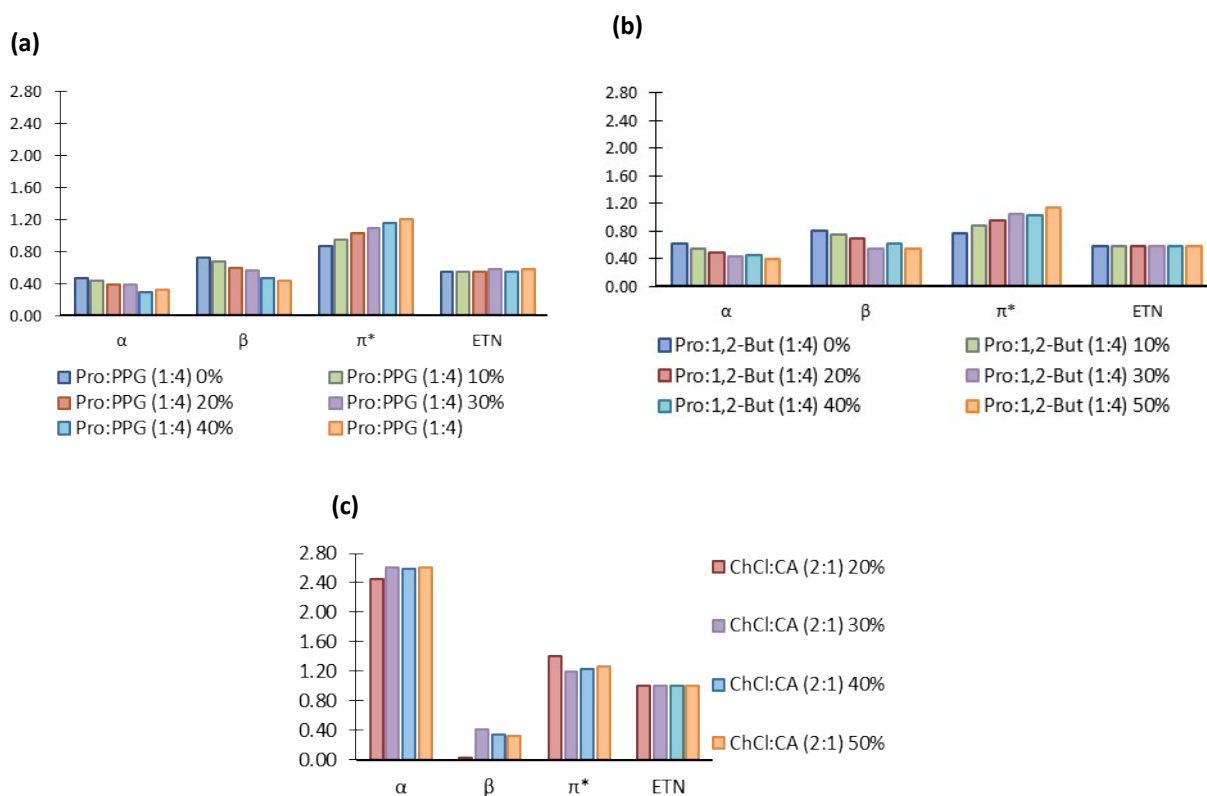 (a)
2.80
2.40
2.00
1.60
1.20
0.80
0.40
0.00
α β π* ETN
Pro:PPG (1:4) 0% Pro:PPG (1:4) 10%
Pro:PPG (1:4) 20% Pro:PPG (1:4) 30%
Pro:PPG (1:4) 40% Pro:PPG (1:4)
(b)
2.80
2.40
2.00
1.60
1.20
0.80
0.40
0.00
α β π* ETN
Pro:1,2-But (1:4) 0% Pro:1,2-But (1:4) 10%
Pro:1,2-But (1:4) 20% Pro:1,2-But (1:4) 30%
Pro:1,2-But (1:4) 40% Pro:1,2-But (1:4) 50%
(c)
2.80
2.40
2.00
1.60
1.20
0.80
0.40
0.00
α β π* ETN
ChCl:CA (2:1) 20%
ChCl:CA (2:1) 30%
ChCl:CA (2:1) 40%
ChCl:CA (2:1) 50%